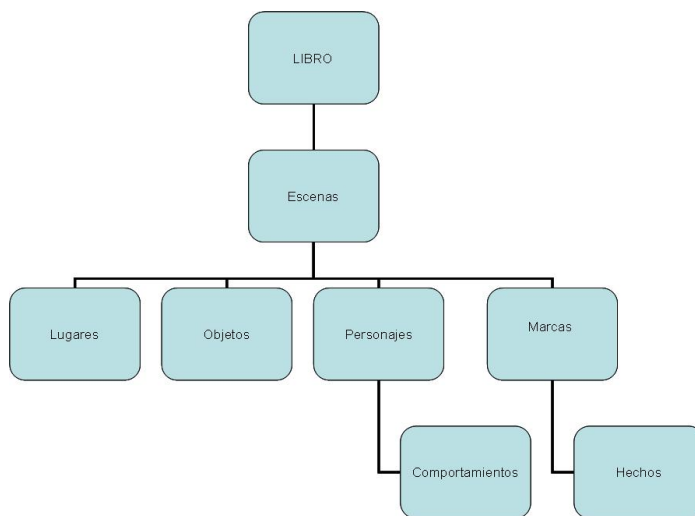 LIBRO
Escenas
Lugares
Objetos
Personajes
Marcas
Comportamientos
Hechos